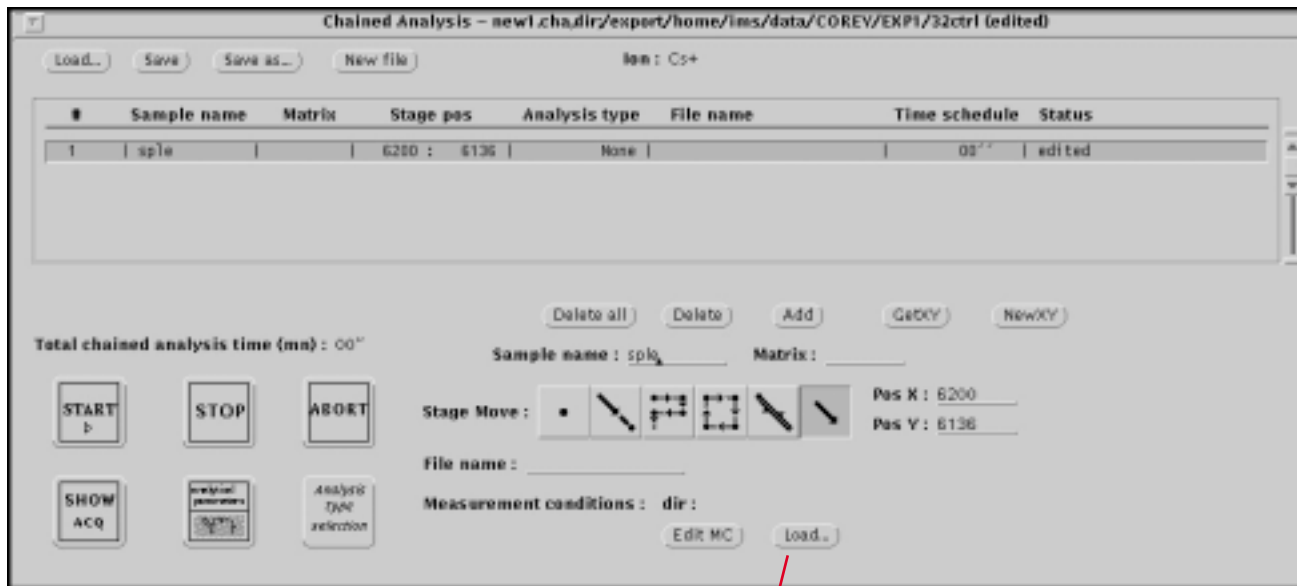 Chained Analysis – new1.cha,dir:/export/home/ims/data/COREV/EXP1/32ctrl (edited)
Load... Save Save as... New file Ion : Cs+
# Sample name Matrix Stage pos Analysis type File name Time schedule Status
1 | sple | | 6200 : 6136 | None | | 00'' | edited
Delete all Delete Add GetXY NewXY
Total chained analysis time (mn) : 00"
Sample name : sple Matrix :
START STOP ABORT
Stage Move :
Pos X : 6200
Pos Y : 6136
File name :
SHOW ACQ
analytical parameters
Analysis Type selection
Measurement conditions : dir :
Edit MC Load...